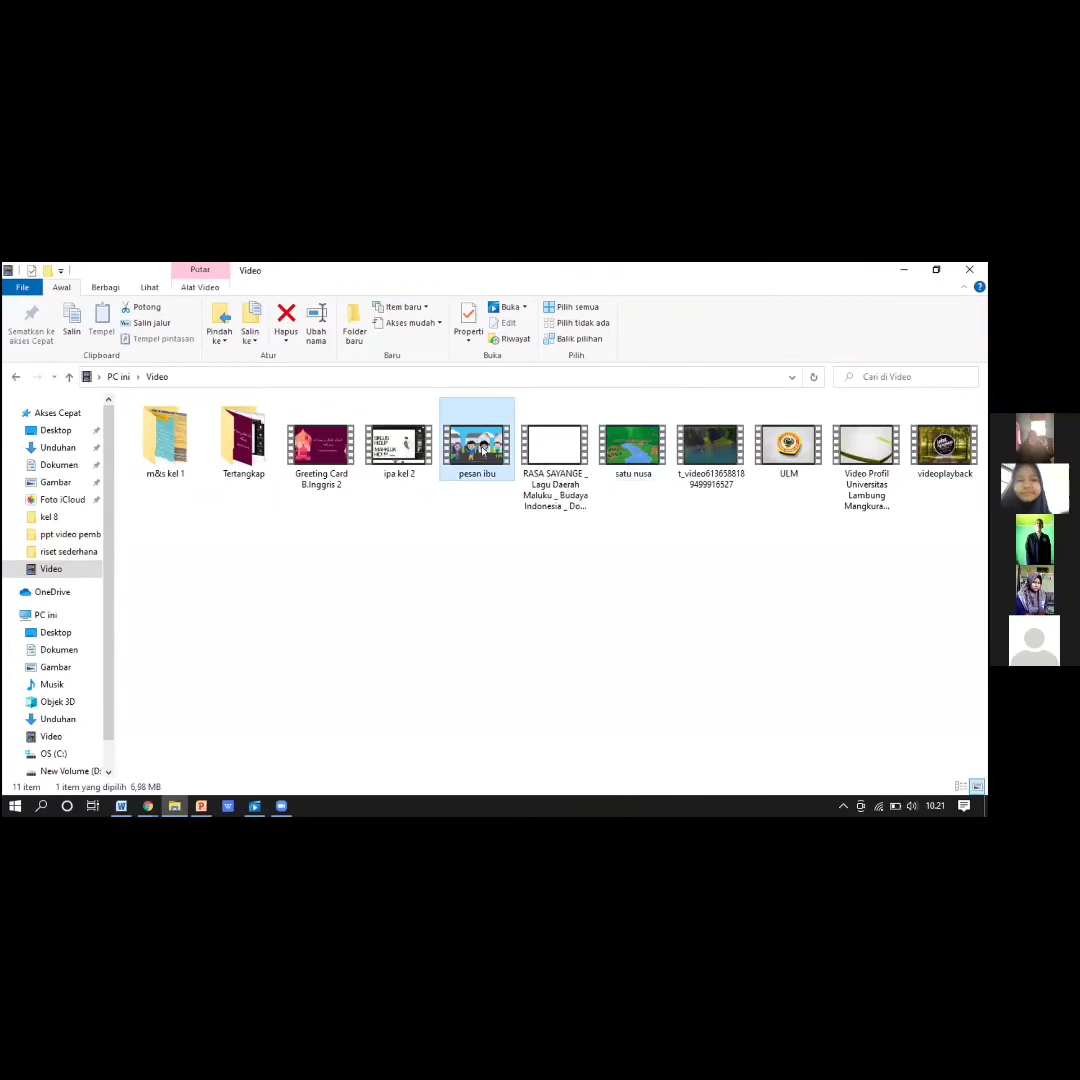 Putar
Video
File
Awal
Berbagi
Lihat
Alat Video
Sematkan ke
akses Cepat
Salin
Tempel
Potong
Salin jalur
Tempel pintasan
Clipboard
Pindah
ke
Salin
ke
Hapus
Ubah
nama
Atur
Folder
baru
Item baru
Akses mudah
Baru
Properti
Buka
Edit
Riwayat
Buka
Pilih semua
Pilih tidak ada
Balik pilihan
Pilih
PC ini
Video
Cari di Video
Akses Cepat
Desktop
Unduhan
Dokumen
Gambar
Foto iCloud
kel 8
ppt video pemb
riset sederhana
Video
OneDrive
PC ini
Desktop
Dokumen
Gambar
Musik
Objek 3D
Unduhan
Video
OS (C:)
New Volume (D:
m&s kel 1
Tertangkap
Greeting Card
B.Inggris 2
ipa kel 2
pesan ibu
RASA SAYANGE _
Lagu Daerah
Maluku _ Budaya
Indonesia _ Do...
satu nusa
t_video613658818
9499916527
ULM
Video Profil
Universitas
Lambung
Mangkura...
videoplayback
11 item
1 item yang dipilih 6,98 MB
10.21